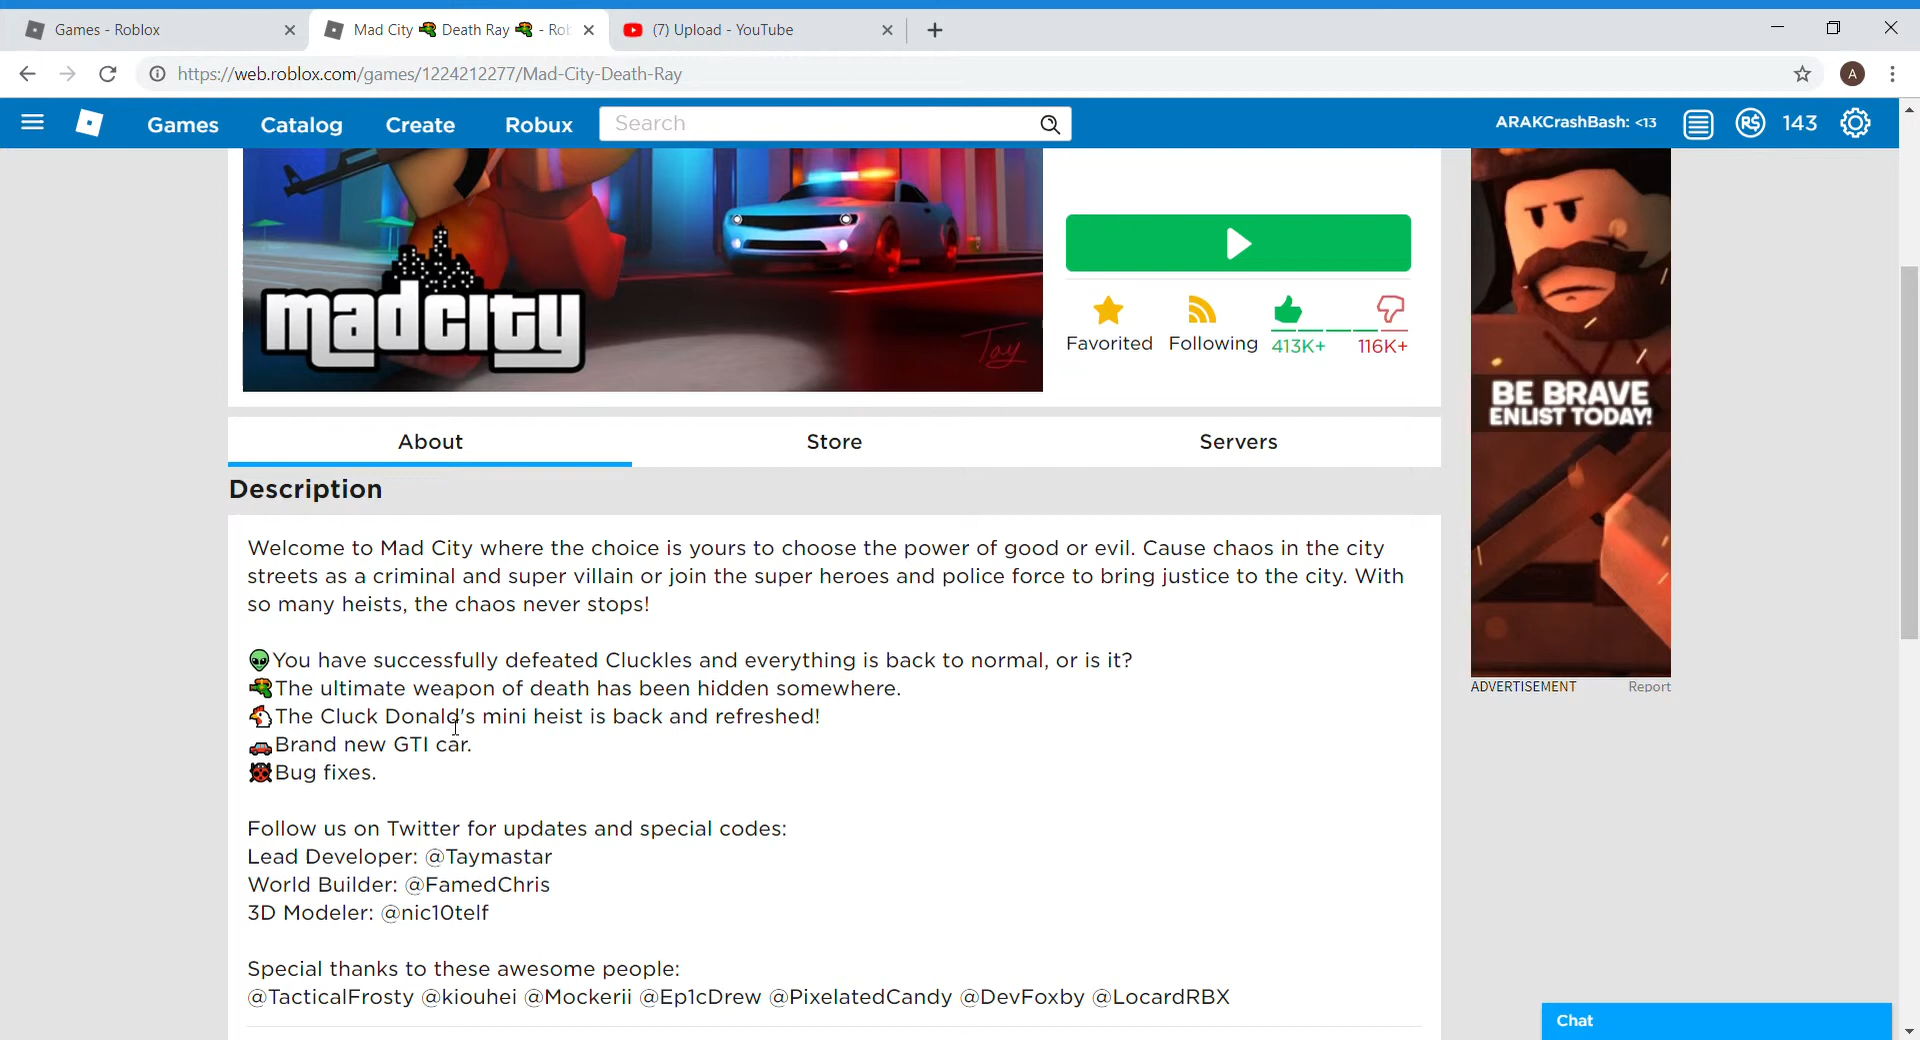 Games - Roblox
Mad City 🔫 Death Ray 🔫 - Rob
(7) Upload - YouTube
https://web.roblox.com/games/1224212277/Mad-City-Death-Ray
A
Games Catalog Create Robux Search ARAKCrashBash: <13 R$ 143
madcity
Tay
Favorited Following 413K+ 116K+
BE BRAVE
ENLIST TODAY!
About Store Servers
Description
Welcome to Mad City where the choice is yours to choose the power of good or evil. Cause chaos in the city
streets as a criminal and super villain or join the super heroes and police force to bring justice to the city. With
so many heists, the chaos never stops!
👽You have successfully defeated Cluckles and everything is back to normal, or is it?
🔫The ultimate weapon of death has been hidden somewhere.
🐔The Cluck Donald's mini heist is back and refreshed!
🚗Brand new GTI car.
🐞Bug fixes.
ADVERTISEMENT Report
Follow us on Twitter for updates and special codes:
Lead Developer: @Taymastar
World Builder: @FamedChris
3D Modeler: @nic10telf
Special thanks to these awesome people:
@TacticalFrosty @kiouhei @Mockerii @Ep1cDrew @PixelatedCandy @DevFoxby @LocardRBX
Chat